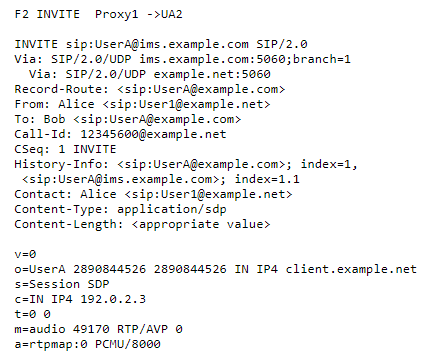 F2 INVITE  Proxy1 ->UA2

INVITE sip:UserA@ims.example.com SIP/2.0
Via: SIP/2.0/UDP ims.example.com:5060;branch=1
  Via: SIP/2.0/UDP example.net:5060
Record-Route: <sip:UserA@example.com>
From: Alice <sip:User1@example.net>
To: Bob <sip:UserA@example.com>
Call-Id: 12345600@example.net
CSeq: 1 INVITE
History-Info: <sip:UserA@example.com>; index=1,
 <sip:UserA@ims.example.com>; index=1.1
Contact: Alice <sip:User1@example.net>
Content-Type: application/sdp
Content-Length: <appropriate value>

v=0
o=UserA 2890844526 2890844526 IN IP4 client.example.net
s=Session SDP
c=IN IP4 192.0.2.3
t=0 0
m=audio 49170 RTP/AVP 0
a=rtpmap:0 PCMU/8000